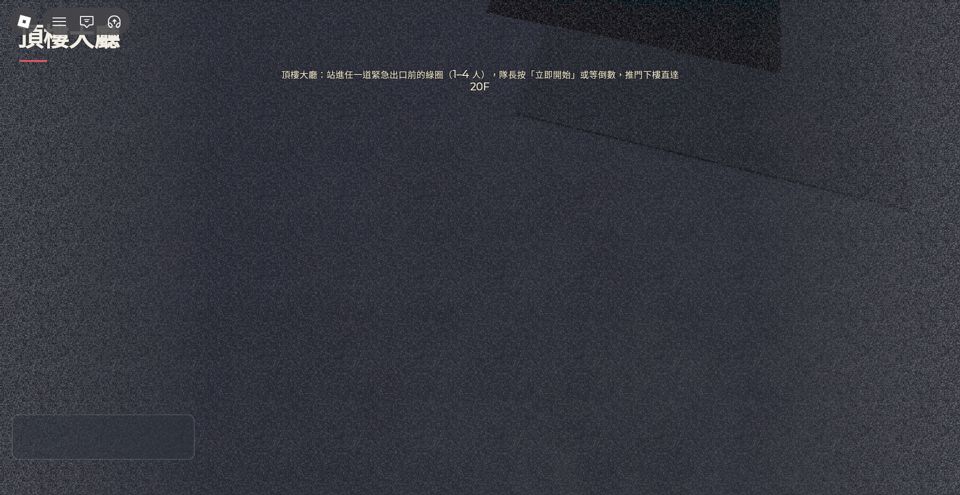 頂樓大廳
頂樓大廳：站進任一道緊急出口前的綠圈（1–4 人），隊長按「立即開始」或等倒數，推門下樓直達
20F